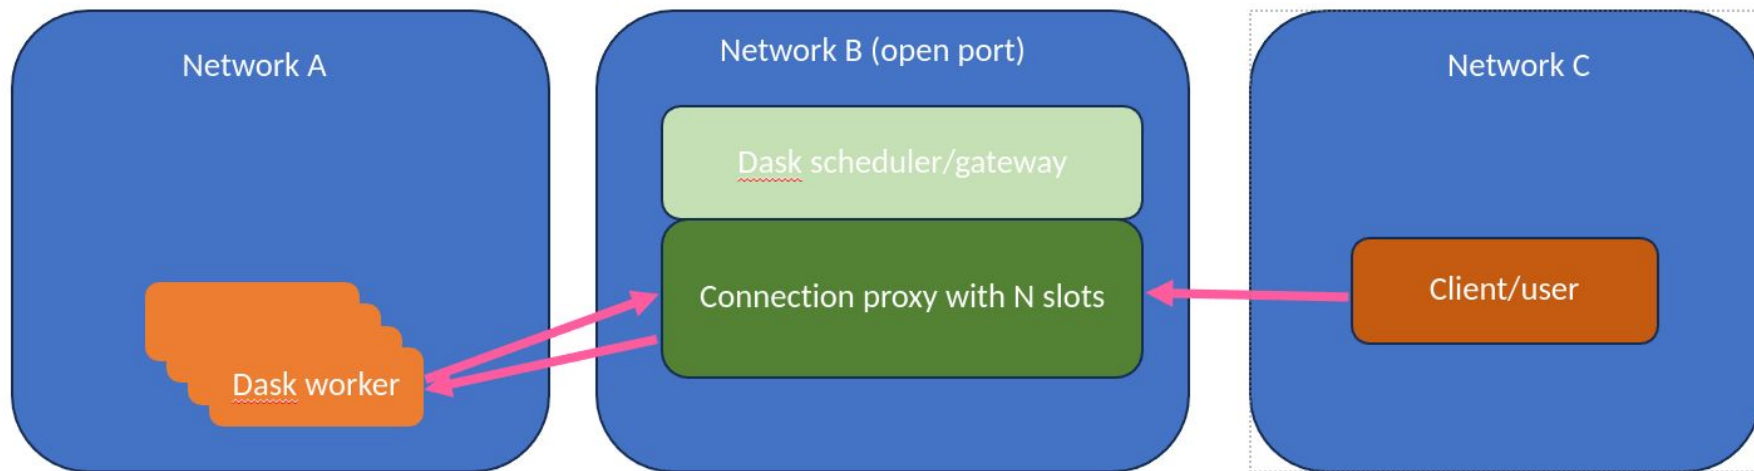 Network A
Network B (open port)
Network C
Dask scheduler/gateway
Connection proxy with N slots
Client/user
Dask worker